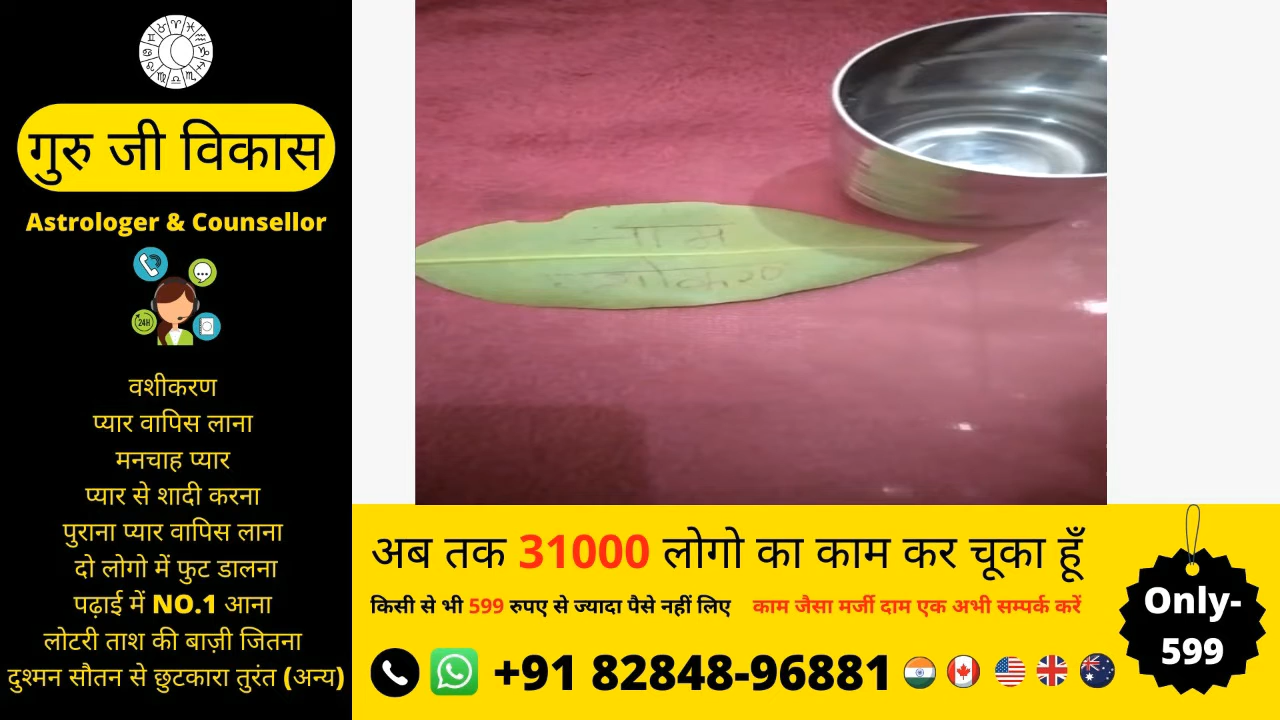 गुरु जी विकास
Astrologer & Counsellor
24H
वशीकरण
प्यार वापिस लाना
मनचाह प्यार
प्यार से शादी करना
पुराना प्यार वापिस लाना
दो लोगो में फुट डालना
पढ़ाई में NO.1 आना
लोटरी ताश की बाज़ी जितना
दुश्मन सौतन से छुटकारा तुरंत (अन्य)
नाम
अब तक 31000 लोगो का काम कर चूका हूँ
किसी से भी 599 रुपए से ज्यादा पैसे नहीं लिए काम जैसा मर्जी दाम एक अभी सम्पर्क करें
+91 82848-96881
Only-
599